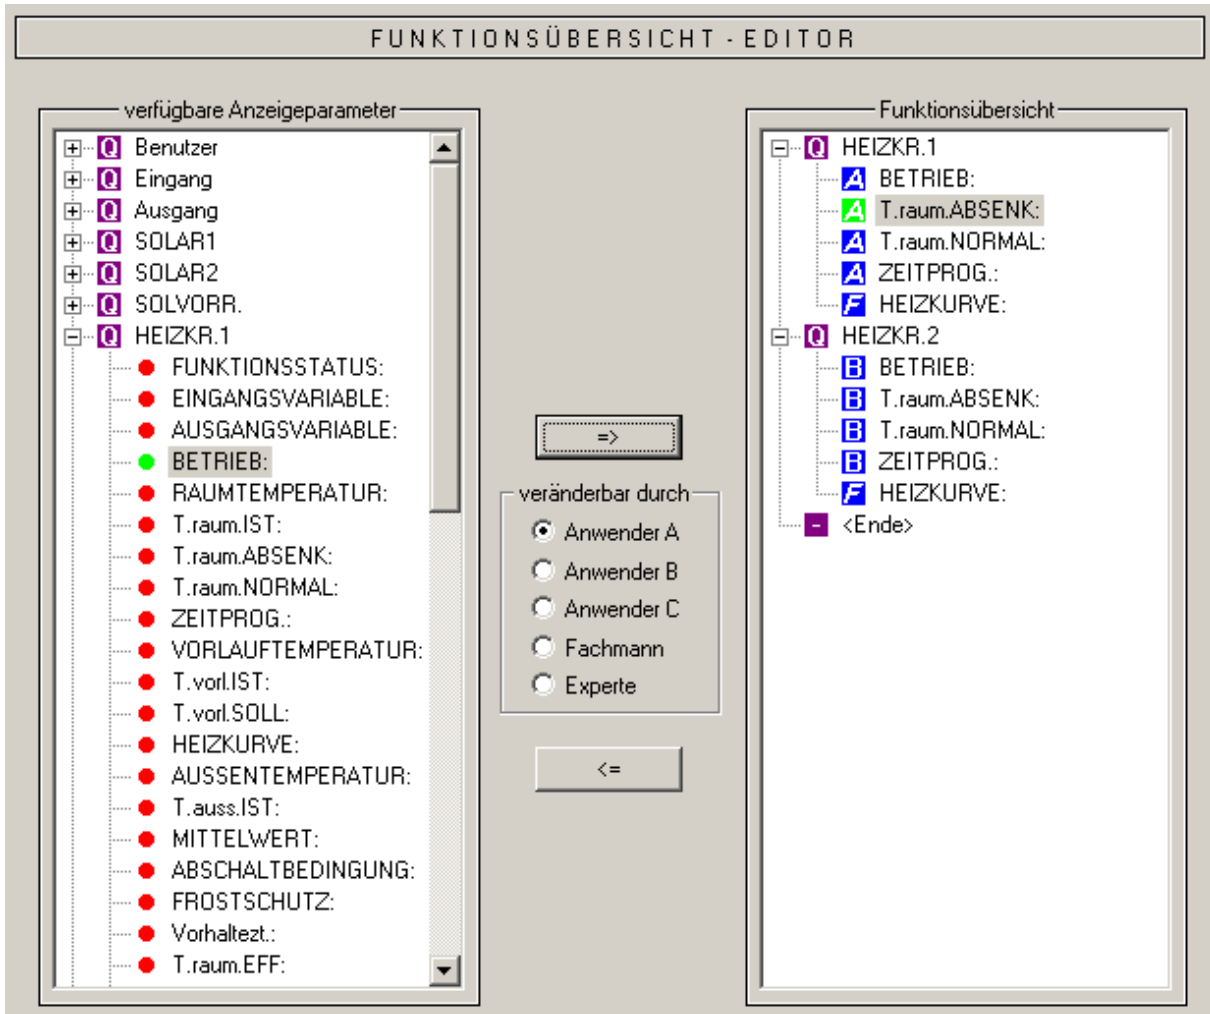 FUNKTIONSÜBERSICHT - EDITOR
verfügbare Anzeigeparameter
Q Benutzer
Q Eingang
Q Ausgang
Q SOLAR1
Q SOLAR2
Q SOLVORR.
Q HEIZKR.1
FUNKTIONSSTATUS:
EINGANGSVARIABLE:
AUSGANGSVARIABLE:
BETRIEB:
RAUMTEMPERATUR:
T.raum.IST:
T.raum.ABSENK:
T.raum.NORMAL:
ZEITPROG.:
VORLAUFTEMPERATUR:
T.vorl.IST:
T.vorl.SOLL:
HEIZKURVE:
AUSSENTEMPERATUR:
T.auss.IST:
MITTELWERT:
ABSCHALTBEDINGUNG:
FROSTSCHUTZ:
Vorhaltezt.:
T.raum.EFF:
=>
veränderbar durch
Anwender A
Anwender B
Anwender C
Fachmann
Experte
<=
Funktionsübersicht
Q HEIZKR.1
A BETRIEB:
A T.raum.ABSENK:
A T.raum.NORMAL:
A ZEITPROG.:
F HEIZKURVE:
Q HEIZKR.2
B BETRIEB:
B T.raum.ABSENK:
B T.raum.NORMAL:
B ZEITPROG.:
F HEIZKURVE:
- <Ende>